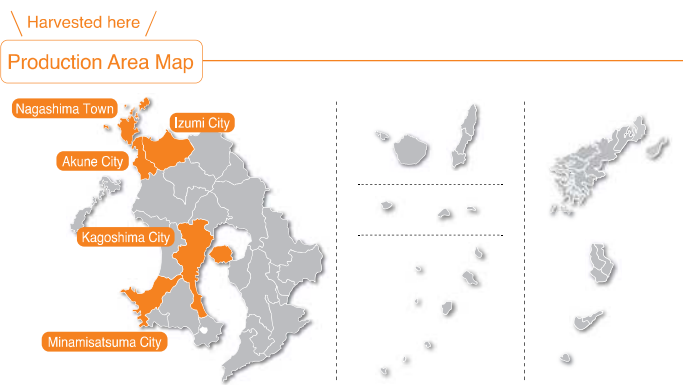 Harvested here
Production Area Map
Nagashima Town
Izumi City
Akune City
Kagoshima City
Minamisatsuma City